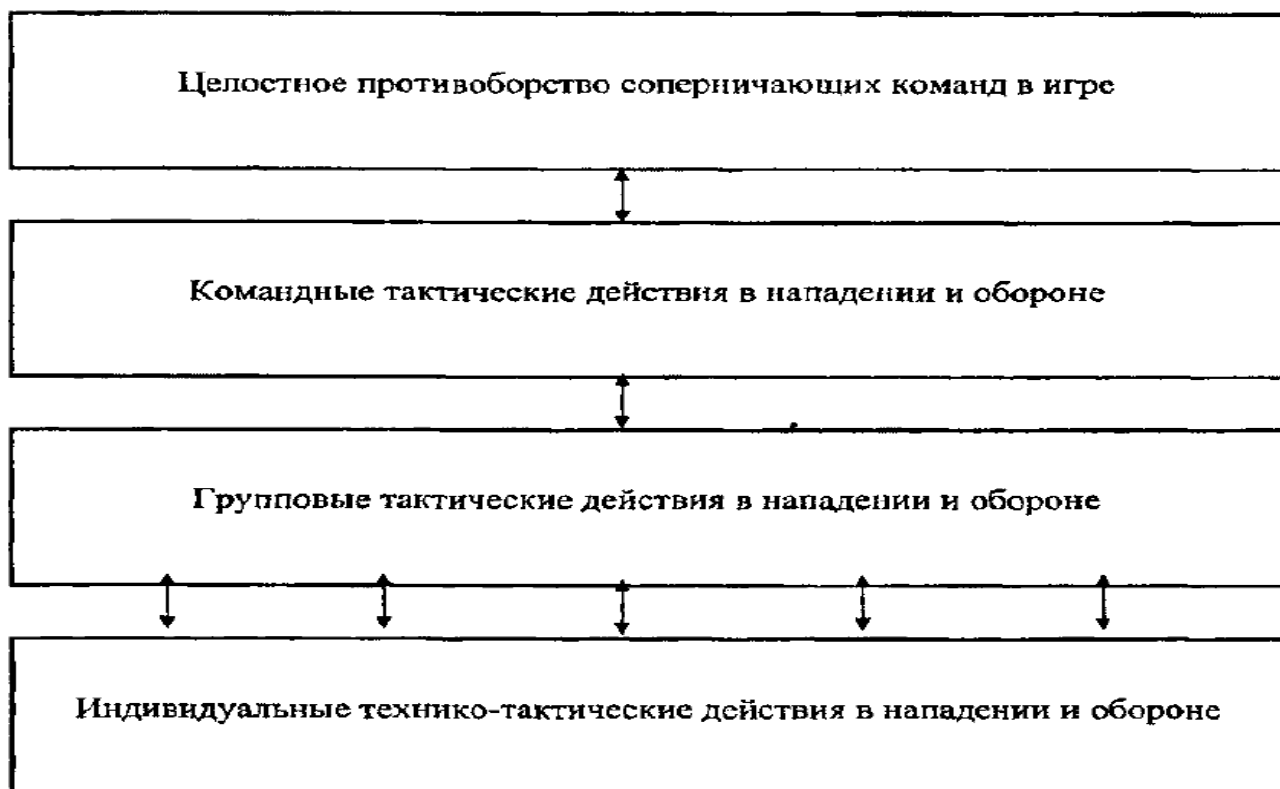 Целостное противоборство соперничающих команд в игре
Командные тактические действия в нападении и обороне
Групповые тактические действия в нападении и обороне
Индивидуальные технико-тактические действия в нападении и обороне